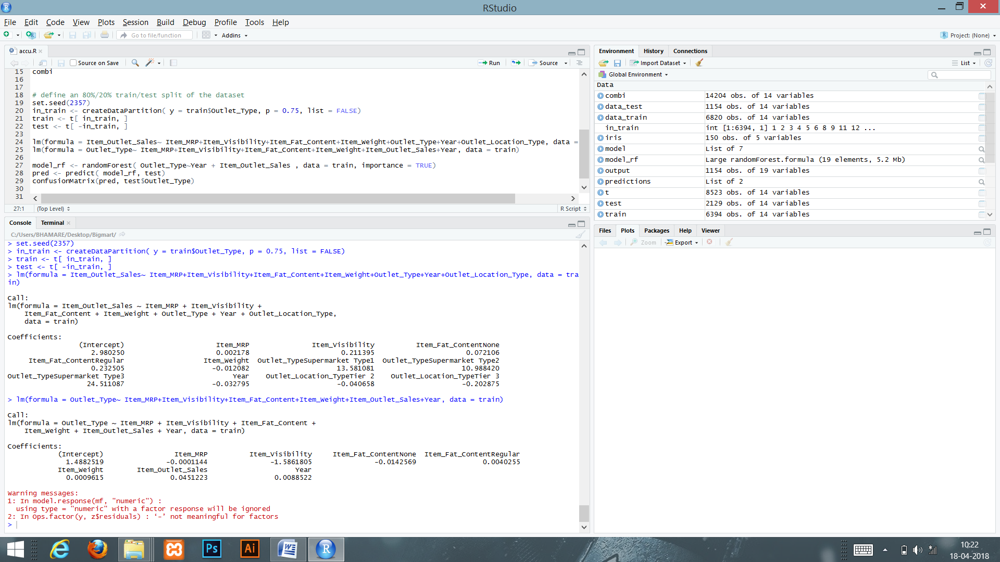 RStudio
File Edit Code View Plots Session Build Debug Profile Tools Help
Go to file/function Addins Project: (None)
accu.R
Source on Save Run Source
15 combi
16
17
18 # define an 80%/20% train/test split of the dataset
19 set.seed(2357)
20 in_train <- createDataPartition( y = train$Outlet_Type, p = 0.75, list = FALSE)
21 train <- t[ in_train, ]
22 test <- t[ -in_train, ]
23
24 lm(formula = Item_Outlet_Sales~ Item_MRP+Item_Visibility+Item_Fat_Content+Item_Weight+Outlet_Type+Year+Outlet_Location_Type, data =
25 lm(formula = Outlet_Type~ Item_MRP+Item_Visibility+Item_Fat_Content+Item_Weight+Item_Outlet_Sales+Year, data = train)
26
27 model_rf <- randomForest( Outlet_Type~Year + Item_Outlet_Sales , data = train, importance = TRUE)
28 pred <- predict( model_rf, test)
29 confusionMatrix(pred, test$Outlet_Type)
30
31
27:1 (Top Level) R Script
Console Terminal
C:/Users/BHAMARE/Desktop/Bigmart/
> set.seed(2357)
> in_train <- createDataPartition( y = train$Outlet_Type, p = 0.75, list = FALSE)
> train <- t[ in_train, ]
> test <- t[ -in_train, ]
> lm(formula = Item_Outlet_Sales~ Item_MRP+Item_Visibility+Item_Fat_Content+Item_Weight+Outlet_Type+Year+Outlet_Location_Type, data = tra
in)
Call:
lm(formula = Item_Outlet_Sales ~ Item_MRP + Item_Visibility +
Item_Fat_Content + Item_Weight + Outlet_Type + Year + Outlet_Location_Type,
data = train)
Coefficients:
(Intercept) Item_MRP Item_Visibility Item_Fat_ContentNone
2.980250 0.002178 0.211395 0.072106
Item_Fat_ContentRegular Item_Weight Outlet_TypeSupermarket Type1 Outlet_TypeSupermarket Type2
0.232505 -0.012082 13.581081 10.988420
Outlet_TypeSupermarket Type3 Year Outlet_Location_TypeTier 2 Outlet_Location_TypeTier 3
24.511087 -0.032795 -0.040658 -0.202875
> lm(formula = Outlet_Type~ Item_MRP+Item_Visibility+Item_Fat_Content+Item_Weight+Item_Outlet_Sales+Year, data = train)
Call:
lm(formula = Outlet_Type ~ Item_MRP + Item_Visibility + Item_Fat_Content +
Item_Weight + Item_Outlet_Sales + Year, data = train)
Coefficients:
(Intercept) Item_MRP Item_Visibility Item_Fat_ContentNone Item_Fat_ContentRegular
1.4882519 -0.0001144 -1.5861805 -0.0142569 0.0040255
Item_Weight Item_Outlet_Sales Year
0.0009615 0.0451223 0.0088522
Warning messages:
1: In model.response(mf, "numeric") :
using type = "numeric" with a factor response will be ignored
2: In Ops.factor(y, z$residuals) : ‘-’ not meaningful for factors
>
Environment History Connections
Import Dataset List
Global Environment
Data
combi 14204 obs. of 14 variables
data_test 1154 obs. of 14 variables
data_train 6820 obs. of 14 variables
in_train int [1:6394, 1] 1 2 3 4 5 6 8 9 11 12 ...
iris 150 obs. of 5 variables
model List of 7
model_rf Large randomForest.formula (19 elements, 5.2 Mb)
output 1154 obs. of 19 variables
predictions List of 2
t 8523 obs. of 14 variables
test 2129 obs. of 14 variables
train 6394 obs. of 14 variables
Files Plots Packages Help Viewer
Zoom Export
Ps Ai W R
10:22
18-04-2018